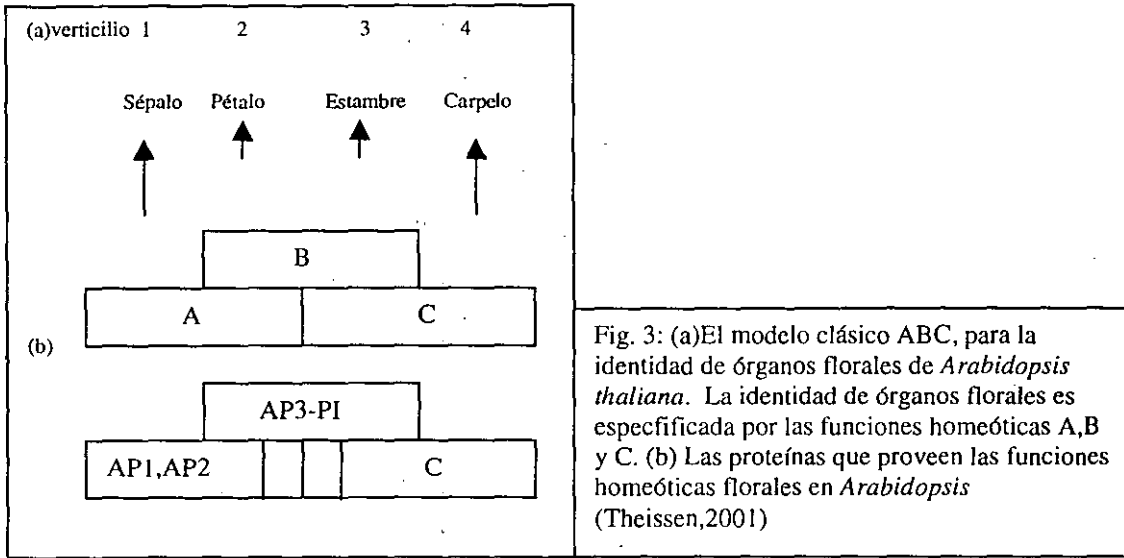 (a)verticilio 1 2 3 4
Sépalo Pétalo Estambre Carpelo
B
A C
(b)
AP3-PI
AP1,AP2 C
Fig. 3: (a)El modelo clásico ABC, para la
identidad de órganos florales de Arabidopsis
thaliana. La identidad de órganos florales es
especfificada por las funciones homeóticas A,B
y C. (b) Las proteínas que proveen las funciones
homeóticas florales en Arabidopsis
(Theissen,2001)